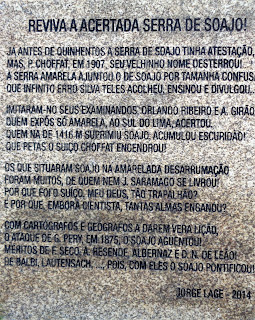 REVIVA A ACERTADA SERRA DE SOAJO!
JÁ ANTES DE QUINHENTOS A SERRA DE SOAJO TINHA ATESTAÇÃO,
MAS, P. CHOFFAT, EM 1907, SEU VELHINHO NOME DESTERROU!
A SERRA AMARELA AJUNTOU O DE SOAJO POR TAMANHA CONFUS
QUE INFINITO ERRO SILVA TELES ACOLHEU, ENSINOU E DIVULGOU..
IMITARAM-NO SEUS EXAMINANDOS: ORLANDO RIBEIRO E A. GIRÃO
QUEM EXPÔS SÓ AMARELA, AO SUL DO LIMA, ACERTOU,
QUEM NA DE 1416 M SUPRIMIU SOAJO, ACUMULOU ESCURIDÃO!
QUE PETAS O SUÍÇO CHOFFAT ENGENDROU!
OS QUE SITUARAM SOAJO NA AMARELADA DESARRUMAÇÃO
FORAM MUITOS, DE QUEM NEM J. SARAMAGO SE LIVROU!
POR QUE FOI O SUÍÇO, MEU DEUS, TÃO TRAPALHÃO?
E POR QUE, EMBORA CIENTISTA, TANTAS ALMAS ENGANOU?
COM CARTÓGRAFOS E GEÓGRAFOS A DAREM VERA LIÇÃO,
O ATAQUE DE G. PERY, EM 1875, O SOAJO AGUENTOU!
MÉRITOS DE F. SECO, A. RESENDE, ALBERNAZ E D. N. DE LEÃO!
DE BALBI, LAUTENSACH, ..., POIS, COM ELES O SOAJO PONTIFICOU!
JORGE LAGE - 2014